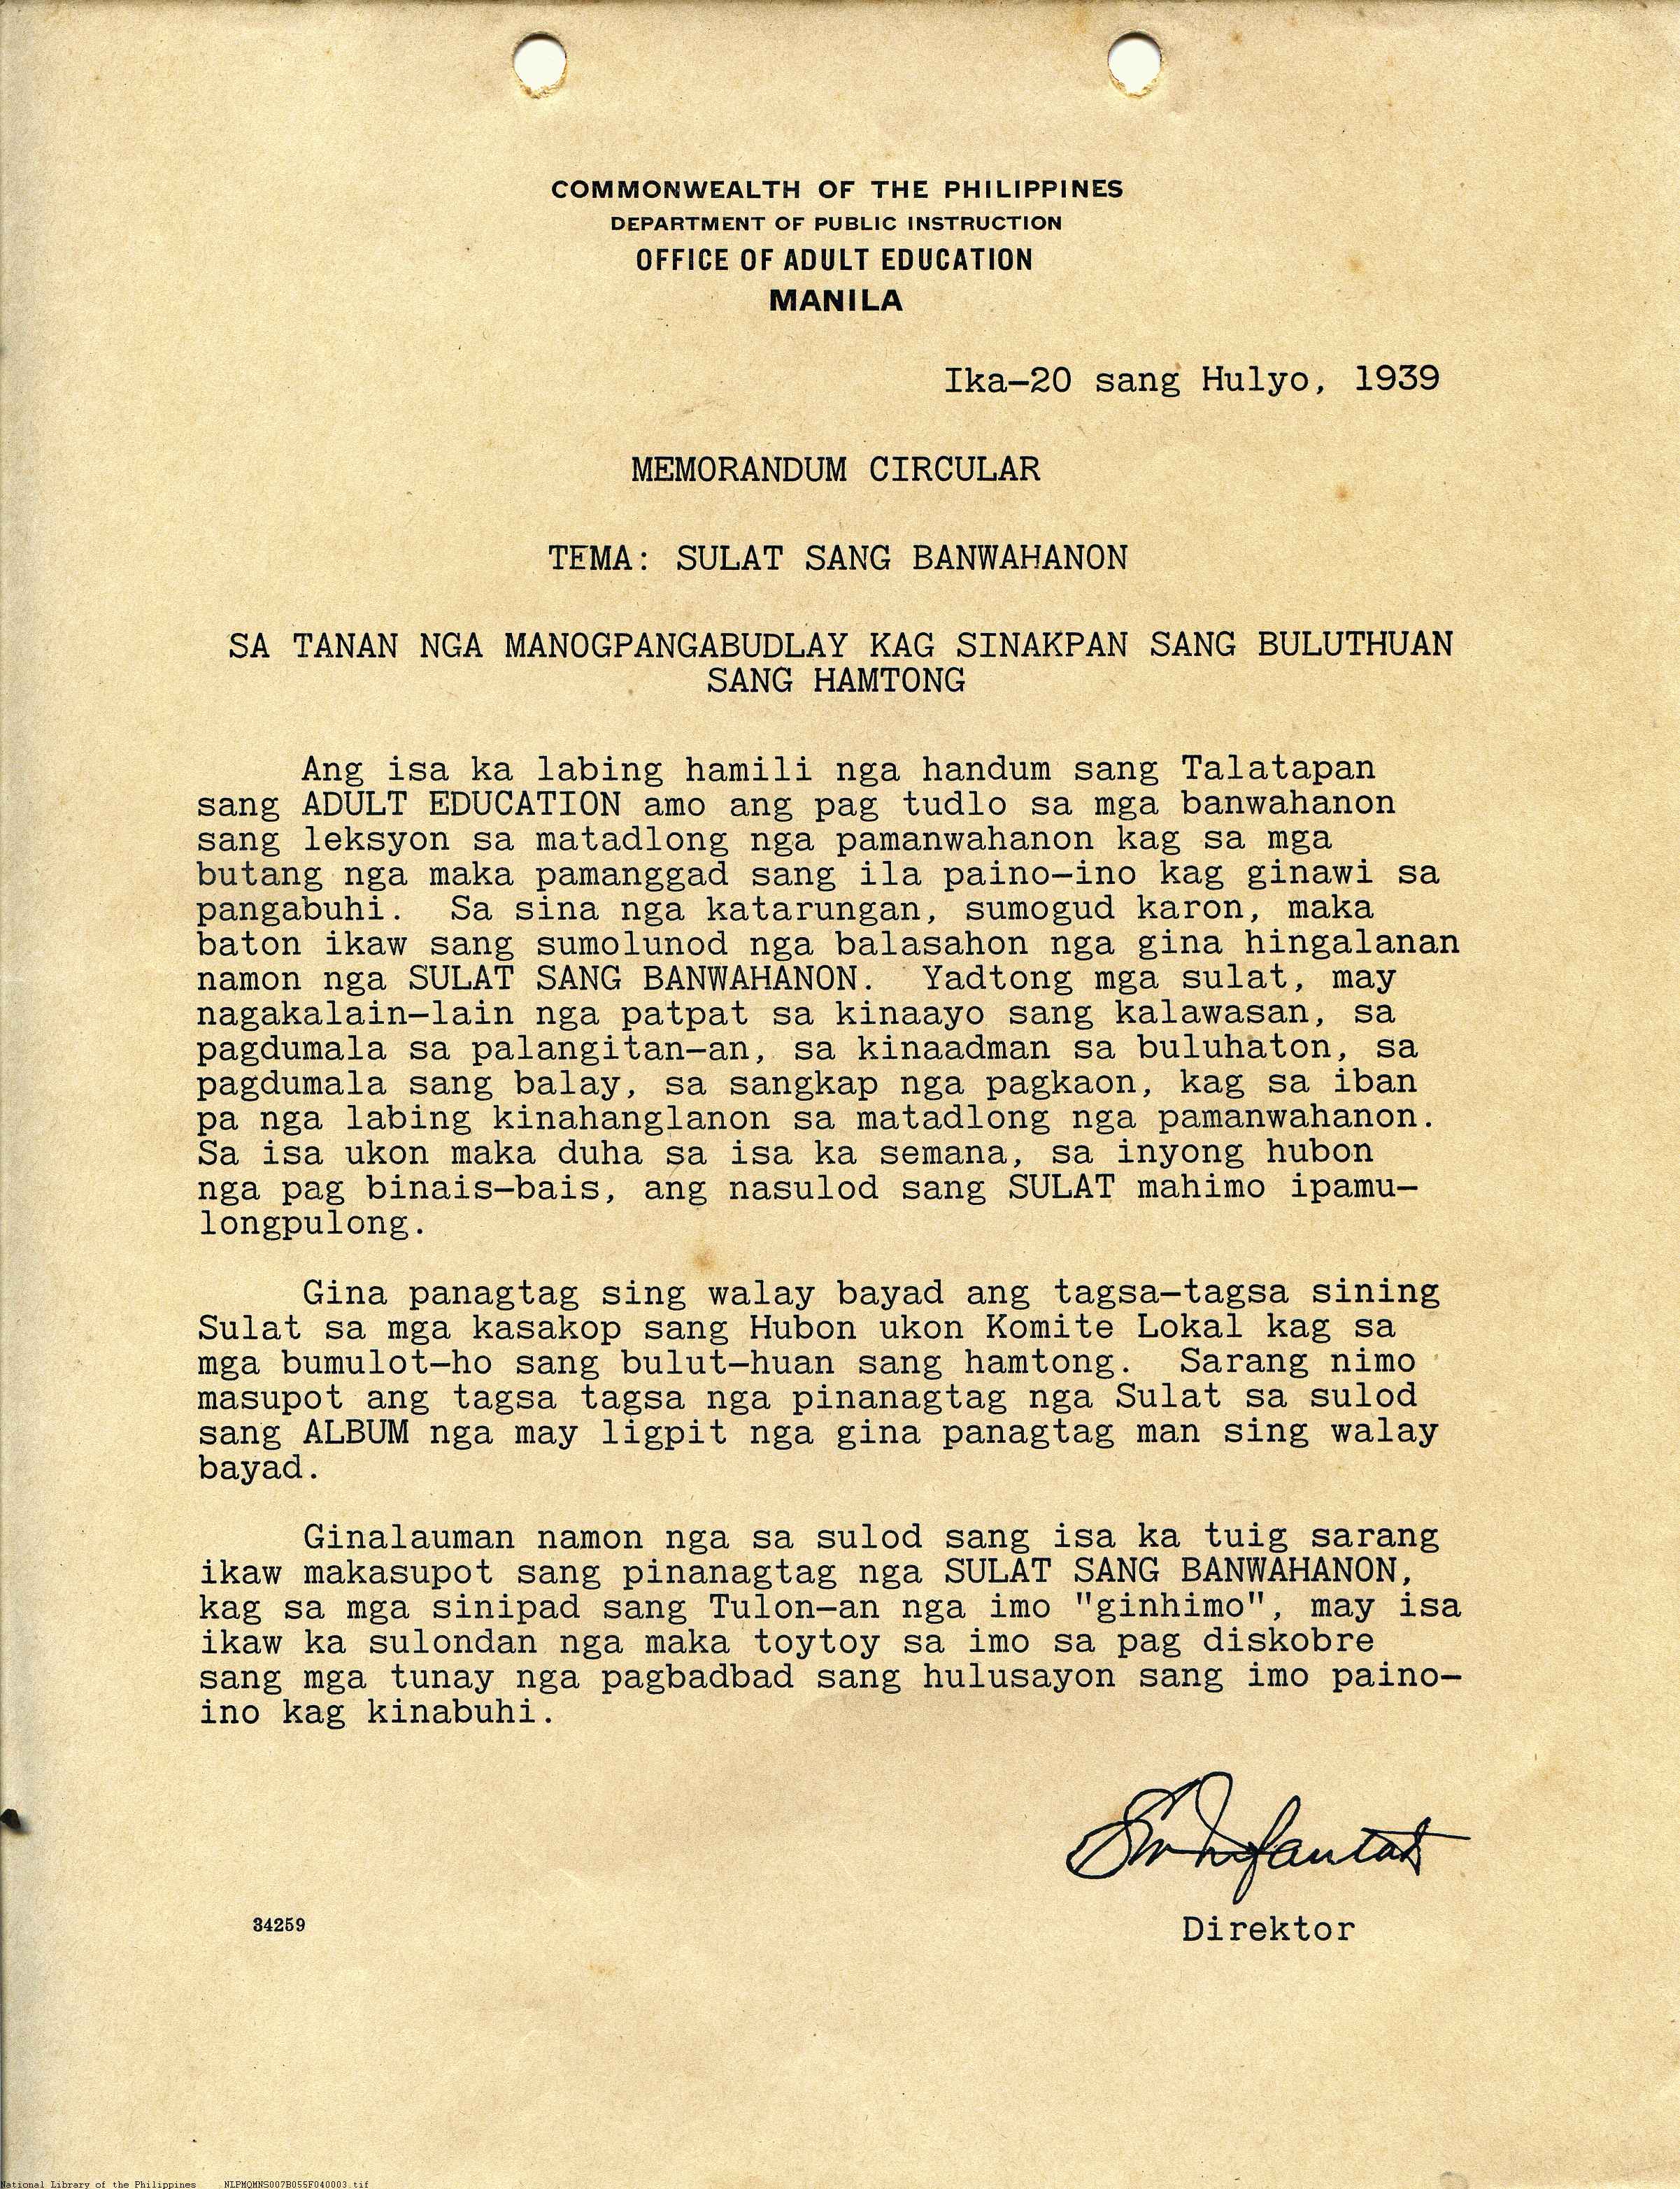 COMMONWEALTH OF THE PHILIPPINES
DEPARTMENT OF PUBLIC INSTRUCTION
OFFICE OF ADULT EDUCATION
MANILA
Ika-20 sang Hulyo, 1939
MEMORANDUM CIRCULAR
TEMA: SULAT SANG BANWAHANON
SA TANAN NGA MANOGPANGABUDLAY KAG SINAKPAN SANG BULUTHUAN
SANG HAMTONG
Ang isa ka labing hamili nga handum sang Talatapan
sang ADULT EDUCATION amo ang pag tudlo sa mga banwahanon
sang leksyon sa matadlong nga pamanwahanon kag sa mga
butang nga maka pamanggad sang ila paino-ino kag ginawi sa
pangabuhi. Sa sina nga katarungan, sumogud karon, maka
baton ikaw sang sumolunod nga balasahon nga gina hingalanan
namon nga SULAT SANG BANWAHANON. Yadtong mga sulat, may
nagakalain-lain nga patpat sa kinaayo sang kalawasan, sa
pagdumala sa palangitan-an, sa kinaadman sa buluhaton, sa
pagdumala sang balay, sa sangkap nga pagkaon, kag sa iban
pa nga labing kinahanglanon sa matadlong nga pamanwahanon.
Sa isa ukon maka duha sa isa ka semana, sa inyong hubon
nga pag binais-bais, ang nasulod sang SULAT mahimo ipamu-
longpulong.
Gina panagtag sing walay bayad ang tagsa-tagsa sining
Sulat sa mga kasakop sang Hubon ukon Komite Lokal kag sa
mga bumulot-ho sang bulut-huan sang hamtong. Sarang nimo
masupot ang tagsa tagsa nga pinanagtag nga Sulat sa sulod
sang ALBUM nga may ligpit nga gina panagtag man sing walay
bayad.
Ginalauman namon nga sa sulod sang isa ka tuig sarang
ikaw makasupot sang pinanagtag nga SULAT SANG BANWAHANON,
kag sa mga sinipad sang Tulon-an nga imo "ginhimo", may isa
ikaw ka sulondan nga maka toytoy sa imo sa pag diskobre
sang mga tunay nga pagbadbad sang hulusayon sang imo paino-
ino kag kinabuhi.
34259
Direktor
National Library of the Philippines NLPMQMNS007B055F040003.tif